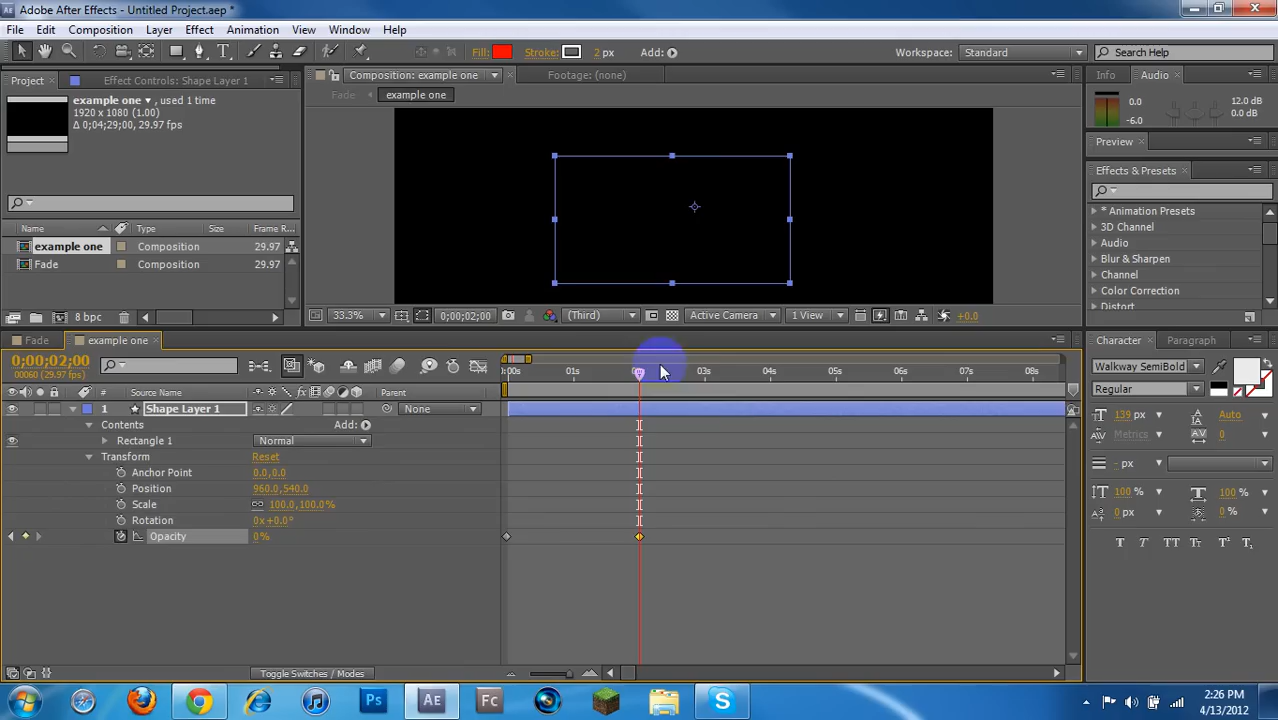 Adobe After Effects - Untitled Project.aep *
File Edit Composition Layer Effect Animation View Window Help
Fill: Stroke: 2 px Add: Workspace: Standard Search Help
Project Effect Controls: Shape Layer 1 Composition: example one Footage: (none) Info Audio
Fade example one
example one ▾, used 1 time
1920 x 1080 (1.00)
Δ 0;04;29;00, 29.97 fps
0.0 12.0 dB
0.0 dB
-6.0
Preview
Effects & Presets
* Animation Presets
3D Channel
Audio
Blur & Sharpen
Channel
Color Correction
Distort
Name Type Size Frame R
example one Composition 29.97
Fade Composition 29.97
8 bpc
33.3% 0;00;02;00 (Third) Active Camera 1 View +0.0
Fade example one
0;00;02;00
00060 (29.97 fps)
0:00s 01s 03s 04s 05s 06s 07s 08s
# Source Name Parent
1 Shape Layer 1 None
Contents Add:
Rectangle 1 Normal
Transform Reset
Anchor Point 0.0,0.0
Position 960.0,540.0
Scale 100.0,100.0%
Rotation 0x+0.0°
Opacity 0%
Toggle Switches / Modes
Character Paragraph
Walkway SemiBold
Regular
139 px Auto
Metrics 0
- px
100 % 100 %
0 px 0 %
T T TT Tt T¹ T₁
2:26 PM
4/13/2012